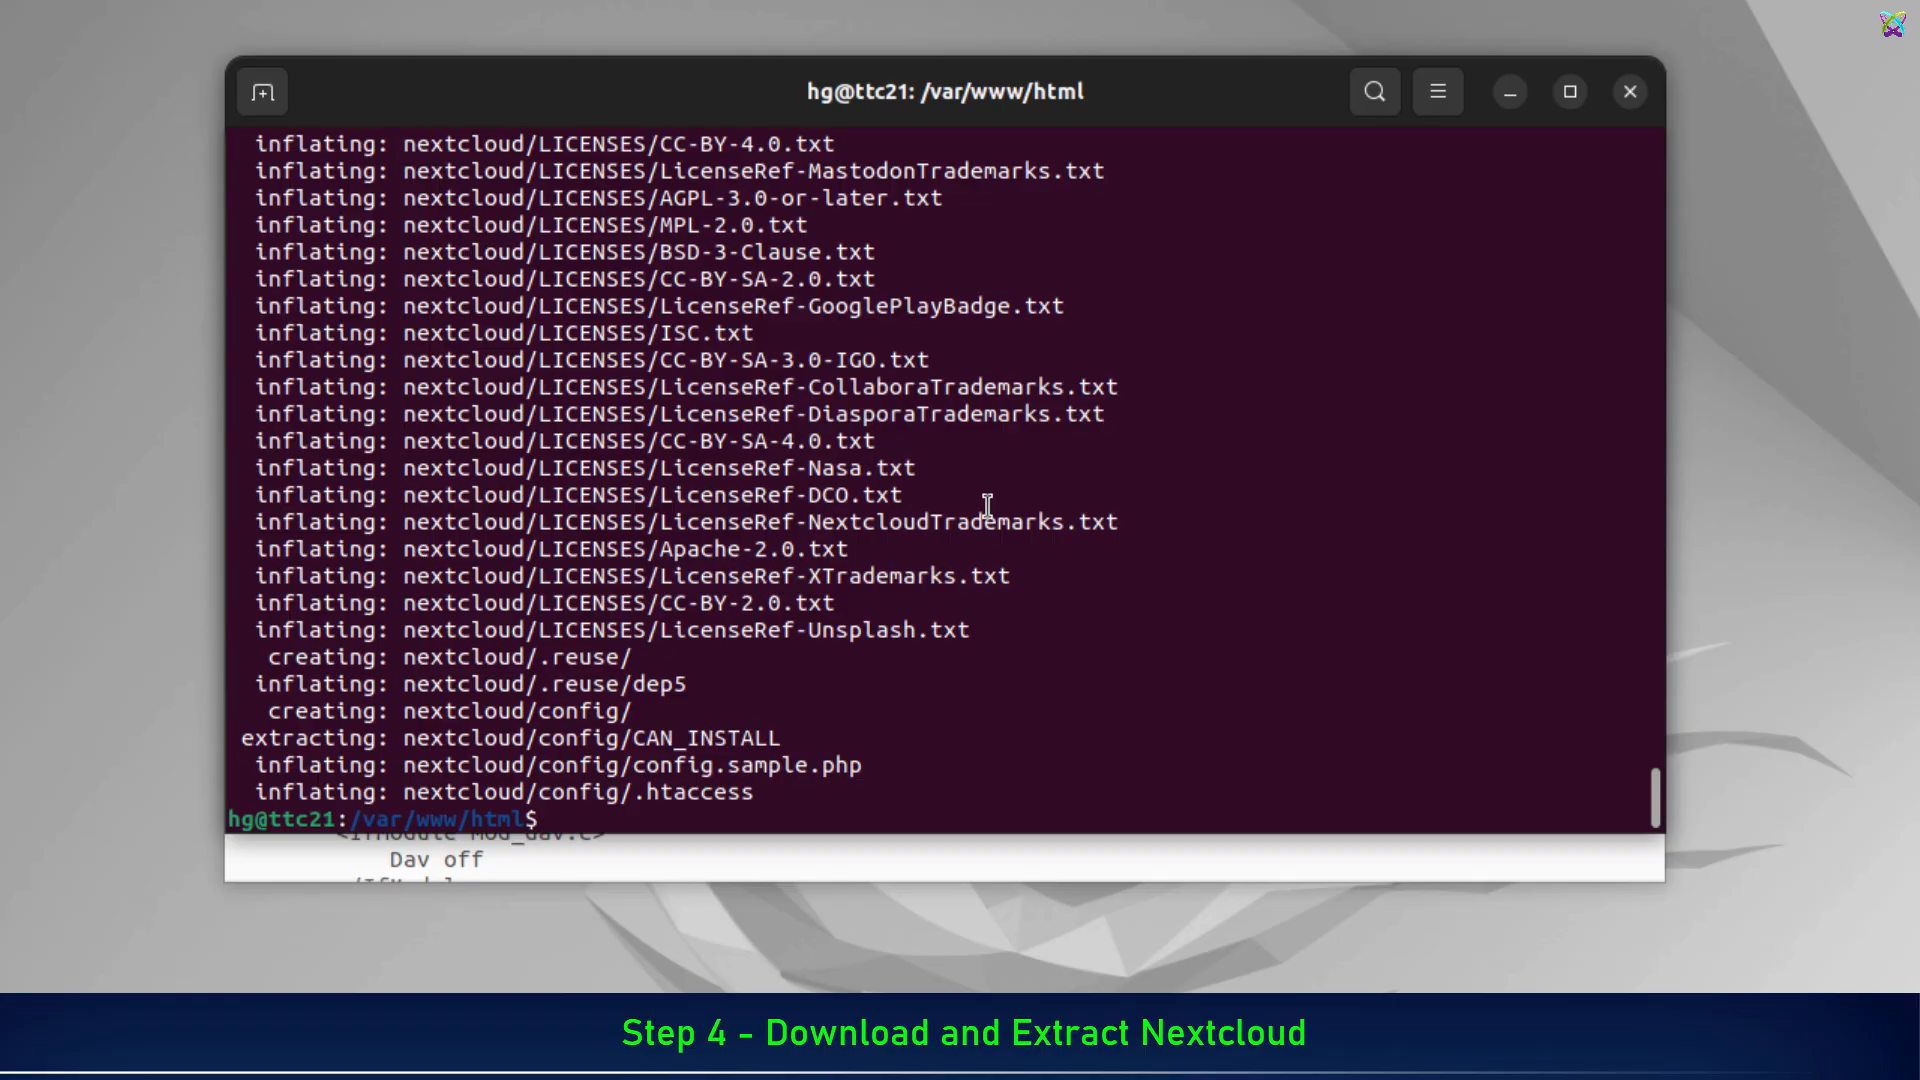 hg@ttc21: /var/www/html
inflating: nextcloud/LICENSES/CC-BY-4.0.txt
inflating: nextcloud/LICENSES/LicenseRef-MastodonTrademarks.txt
inflating: nextcloud/LICENSES/AGPL-3.0-or-later.txt
inflating: nextcloud/LICENSES/MPL-2.0.txt
inflating: nextcloud/LICENSES/BSD-3-Clause.txt
inflating: nextcloud/LICENSES/CC-BY-SA-2.0.txt
inflating: nextcloud/LICENSES/LicenseRef-GooglePlayBadge.txt
inflating: nextcloud/LICENSES/ISC.txt
inflating: nextcloud/LICENSES/CC-BY-SA-3.0-IGO.txt
inflating: nextcloud/LICENSES/LicenseRef-CollaboraTrademarks.txt
inflating: nextcloud/LICENSES/LicenseRef-DiasporaTrademarks.txt
inflating: nextcloud/LICENSES/CC-BY-SA-4.0.txt
inflating: nextcloud/LICENSES/LicenseRef-Nasa.txt
inflating: nextcloud/LICENSES/LicenseRef-DCO.txt
inflating: nextcloud/LICENSES/LicenseRef-NextcloudTrademarks.txt
inflating: nextcloud/LICENSES/Apache-2.0.txt
inflating: nextcloud/LICENSES/LicenseRef-XTrademarks.txt
inflating: nextcloud/LICENSES/CC-BY-2.0.txt
inflating: nextcloud/LICENSES/LicenseRef-Unsplash.txt
creating: nextcloud/.reuse/
inflating: nextcloud/.reuse/dep5
creating: nextcloud/config/
extracting: nextcloud/config/CAN_INSTALL
inflating: nextcloud/config/config.sample.php
inflating: nextcloud/config/.htaccess
hg@ttc21:/var/www/html$
Dav off
Step 4 - Download and Extract Nextcloud